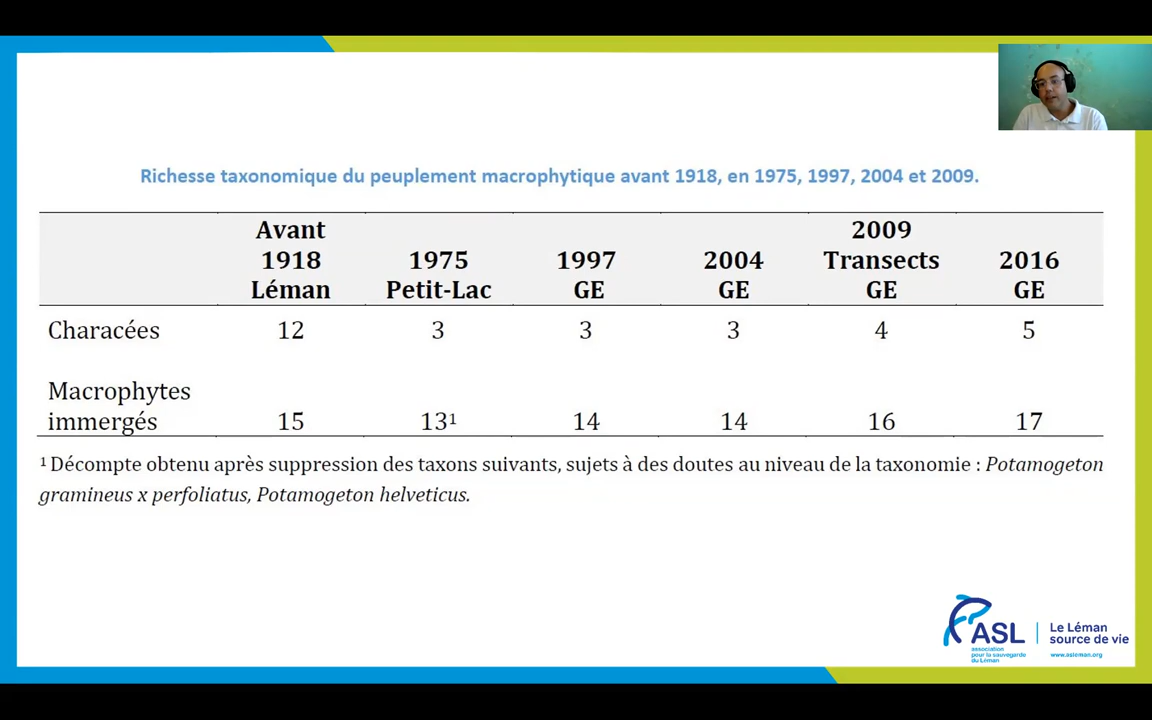 Richesse taxonomique du peuplement macrophytique avant 1918, en 1975, 1997, 2004 et 2009.
Avant 1918 Léman
1975 Petit-Lac
1997 GE
2004 GE
2009 Transects GE
2016 GE
Characées 12 3 3 3 4 5
Macrophytes immergés 15 13¹ 14 14 16 17
¹ Décompte obtenu après suppression des taxons suivants, sujets à des doutes au niveau de la taxonomie : Potamogeton
gramineus x perfoliatus, Potamogeton helveticus.
ASL
association
pour la sauvegarde
du Léman
Le Léman
source de vie
www.asleman.org